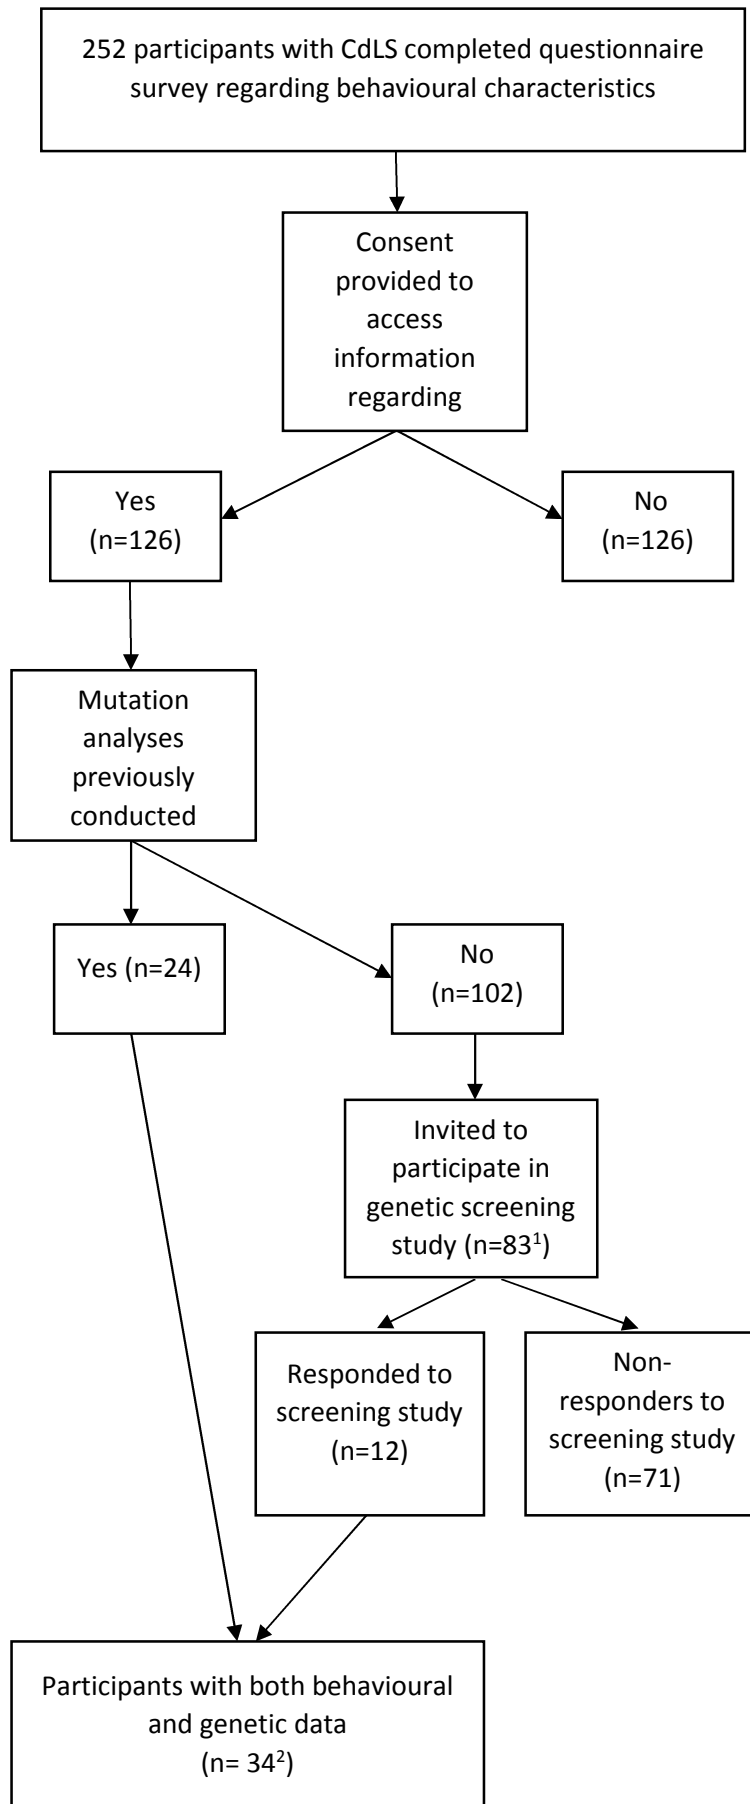 252 participants with CdLS completed questionnaire
survey regarding behavioural characteristics
Consent
provided to
access
information
regarding
Yes
(n=126)
No
(n=126)
Mutation
analyses
previously
conducted
Yes (n=24)
No
(n=102)
Invited to
participate in
genetic screening
study (n=83¹)
Responded to
screening study
(n=12)
Non-
responders to
screening study
(n=71)
Participants with both behavioural
and genetic data
(n= 34²)